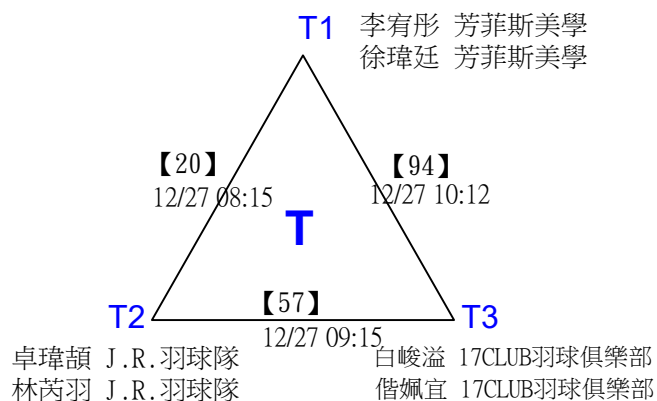 T1
李宥彤 芳菲斯美學
徐瑋廷 芳菲斯美學
【20】
12/27 08:15
【94】
12/27 10:12
T
【57】
12/27 09:15
T2
T3
卓瑋頡 J.R.羽球隊
林芮羽 J.R.羽球隊
白峻溢 17CLUB羽球俱樂部
偕姵宜 17CLUB羽球俱樂部